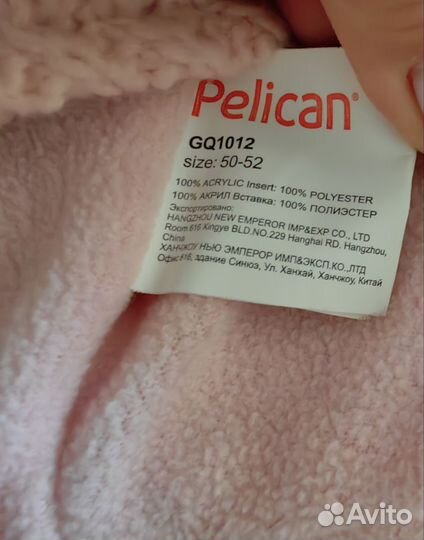 Pelican®
GQ1012
size: 50-52
100% ACRYLIC Insert: 100% POLYESTER
100% АКРИЛ Вставка: 100% ПОЛИЭСТЕР
Экспортировано:
HANGZHOU NEW EMPEROR IMP&EXP CO., LTD
Room 616 Xingye BLD.NO.229 Hanghai RD. Hangzhou,
China
ХАНЧЖОУ НЬЮ ЭМПЕРОР ИМП&ЭКСП.КО.,ЛТД
Офис 616, здание Синюэ, Ул. Ханхай, Ханчжоу, Китай
Avito